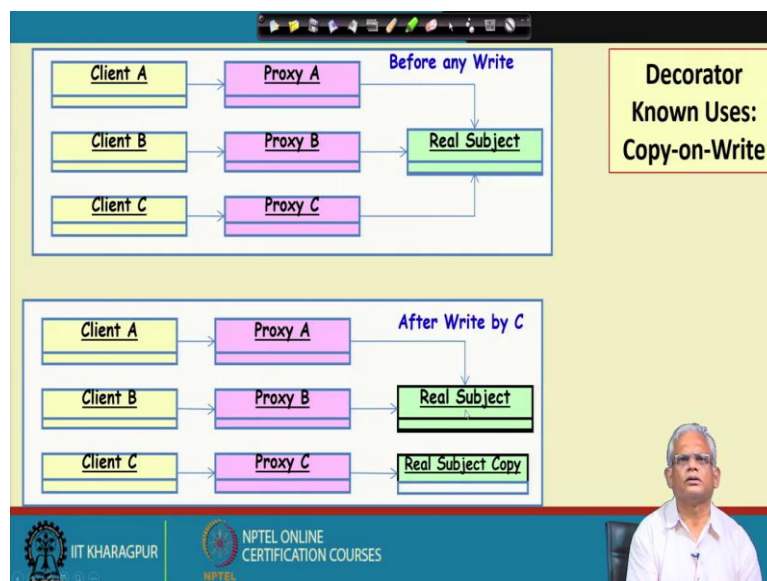 Before any Write
Client A
Proxy A
Client B
Proxy B
Real Subject
Client C
Proxy C
Decorator
Known Uses:
Copy-on-Write
After Write by C
Client A
Proxy A
Client B
Proxy B
Real Subject
Client C
Proxy C
Real Subject Copy
IIT KHARAGPUR
NPTEL ONLINE
CERTIFICATION COURSES
NPTEL